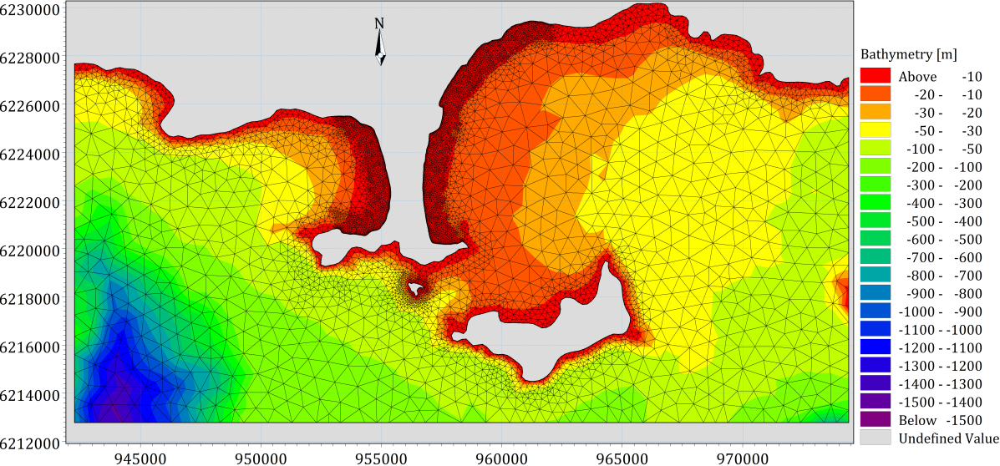 6230000
6228000
6226000
6224000
6222000
6220000
6218000
6216000
6214000
6212000
945000 950000 955000 960000 965000 970000
N
Bathymetry [m]
Above -10
-20 - -10
-30 - -20
-50 - -30
-100 - -50
-200 - -100
-300 - -200
-400 - -300
-500 - -400
-600 - -500
-700 - -600
-800 - -700
-900 - -800
-1000 - -900
-1100 - -1000
-1200 - -1100
-1300 - -1200
-1400 - -1300
-1500 - -1400
Below -1500
Undefined Value